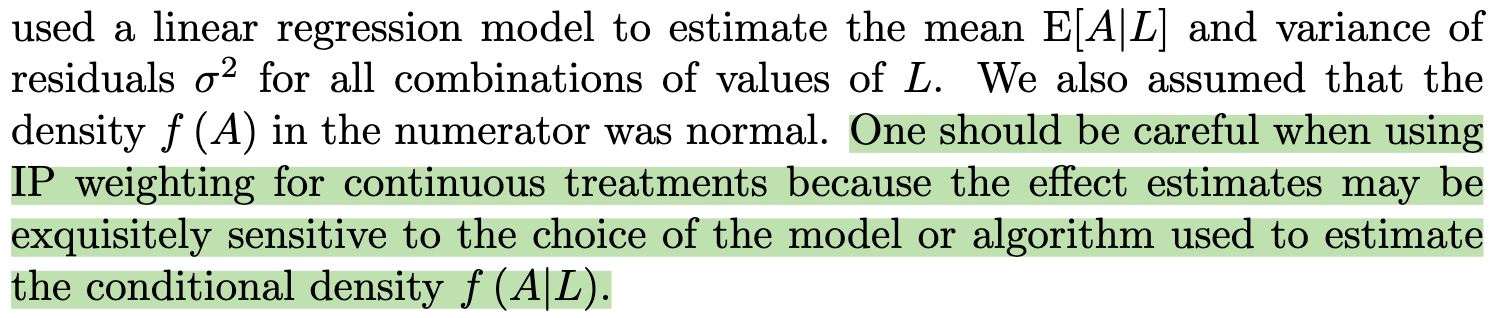 used a linear regression model to estimate the mean E[A|L] and variance of
residuals σ² for all combinations of values of L. We also assumed that the
density f (A) in the numerator was normal. One should be careful when using
IP weighting for continuous treatments because the effect estimates may be
exquisitely sensitive to the choice of the model or algorithm used to estimate
the conditional density f (A|L).